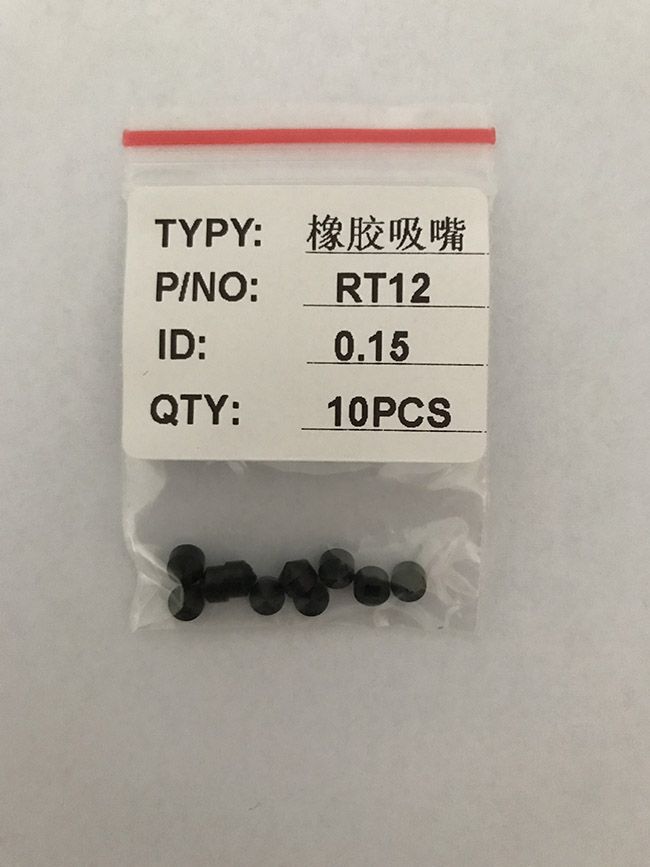 TYPY: 橡胶吸嘴
P/NO: RT12
ID: 0.15
QTY: 10PCS